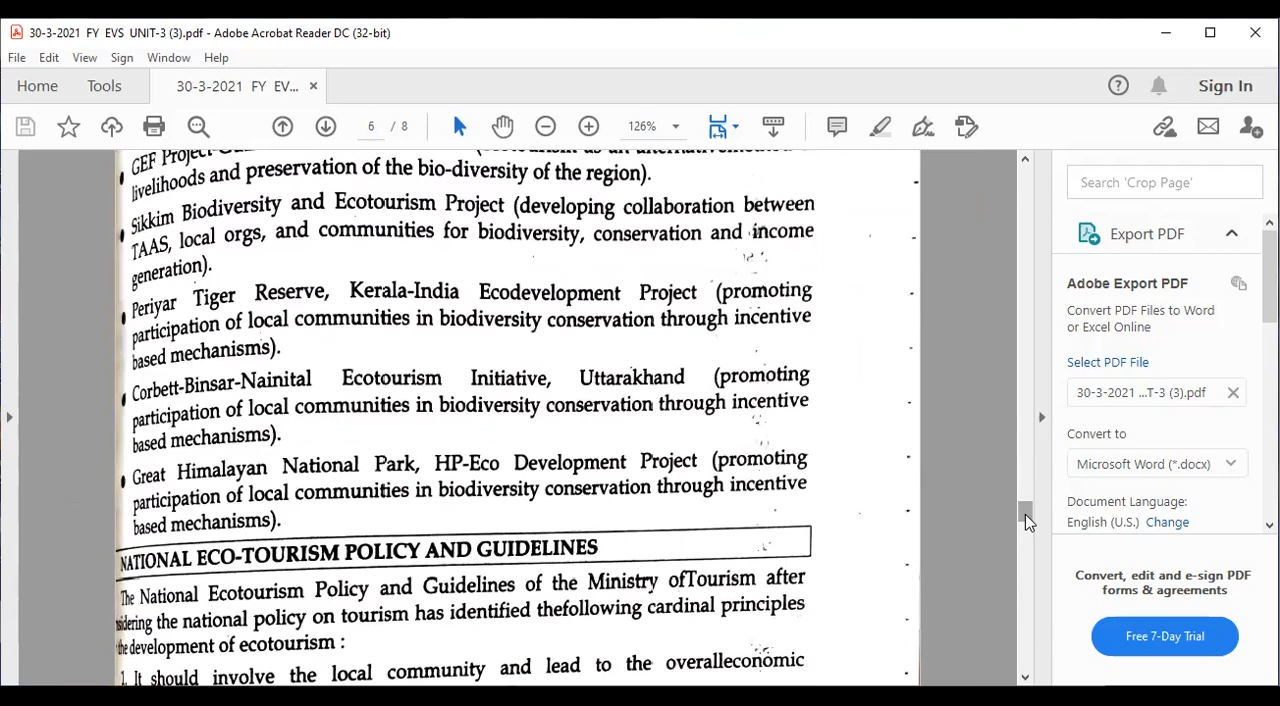 30-3-2021 FY EVS UNIT-3 (3).pdf - Adobe Acrobat Reader DC (32-bit)
File Edit View Sign Window Help
Home Tools 30-3-2021 FY EV... × Sign In
6 / 8 126%
GEF Project
livelihoods and preservation of the bio-diversity of the region).
• Sikkim Biodiversity and Ecotourism Project (developing collaboration between
TAAS, local orgs, and communities for biodiversity, conservation and income
generation).
• Periyar Tiger Reserve, Kerala-India Ecodevelopment Project (promoting
participation of local communities in biodiversity conservation through incentive
based mechanisms).
• Corbett-Binsar-Nainital Ecotourism Initiative, Uttarakhand (promoting
participation of local communities in biodiversity conservation through incentive
based mechanisms).
• Great Himalayan National Park, HP-Eco Development Project (promoting
participation of local communities in biodiversity conservation through incentive
based mechanisms).
NATIONAL ECO-TOURISM POLICY AND GUIDELINES
The National Ecotourism Policy and Guidelines of the Ministry ofTourism after
sidering the national policy on tourism has identified thefollowing cardinal principles
the development of ecotourism :
1. It should involve the local community and lead to the overalleconomic
Search 'Crop Page'
Export PDF
Adobe Export PDF
Convert PDF Files to Word
or Excel Online
Select PDF File
30-3-2021 ...T-3 (3).pdf
Convert to
Microsoft Word (*.docx)
Document Language:
English (U.S.) Change
Convert, edit and e-sign PDF
forms & agreements
Free 7-Day Trial